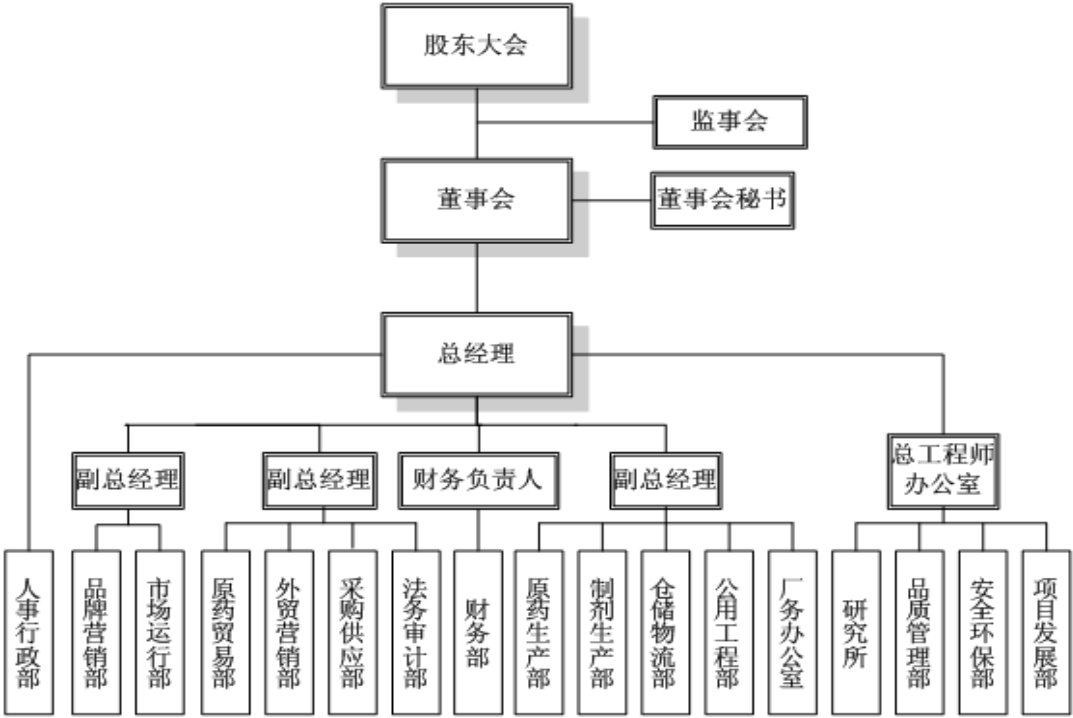 股东大会
监事会
董事会
董事会秘书
总经理
副总经理
副总经理
财务负责人
副总经理
总工程师
办公室
人事行政部
品牌营销部
市场运行部
原药贸易部
外贸营销部
采购供应部
法务审计部
财务部
原药生产部
制剂生产部
仓储物流部
公用工程部
厂务办公室
研究所
品质管理部
安全环保部
项目发展部